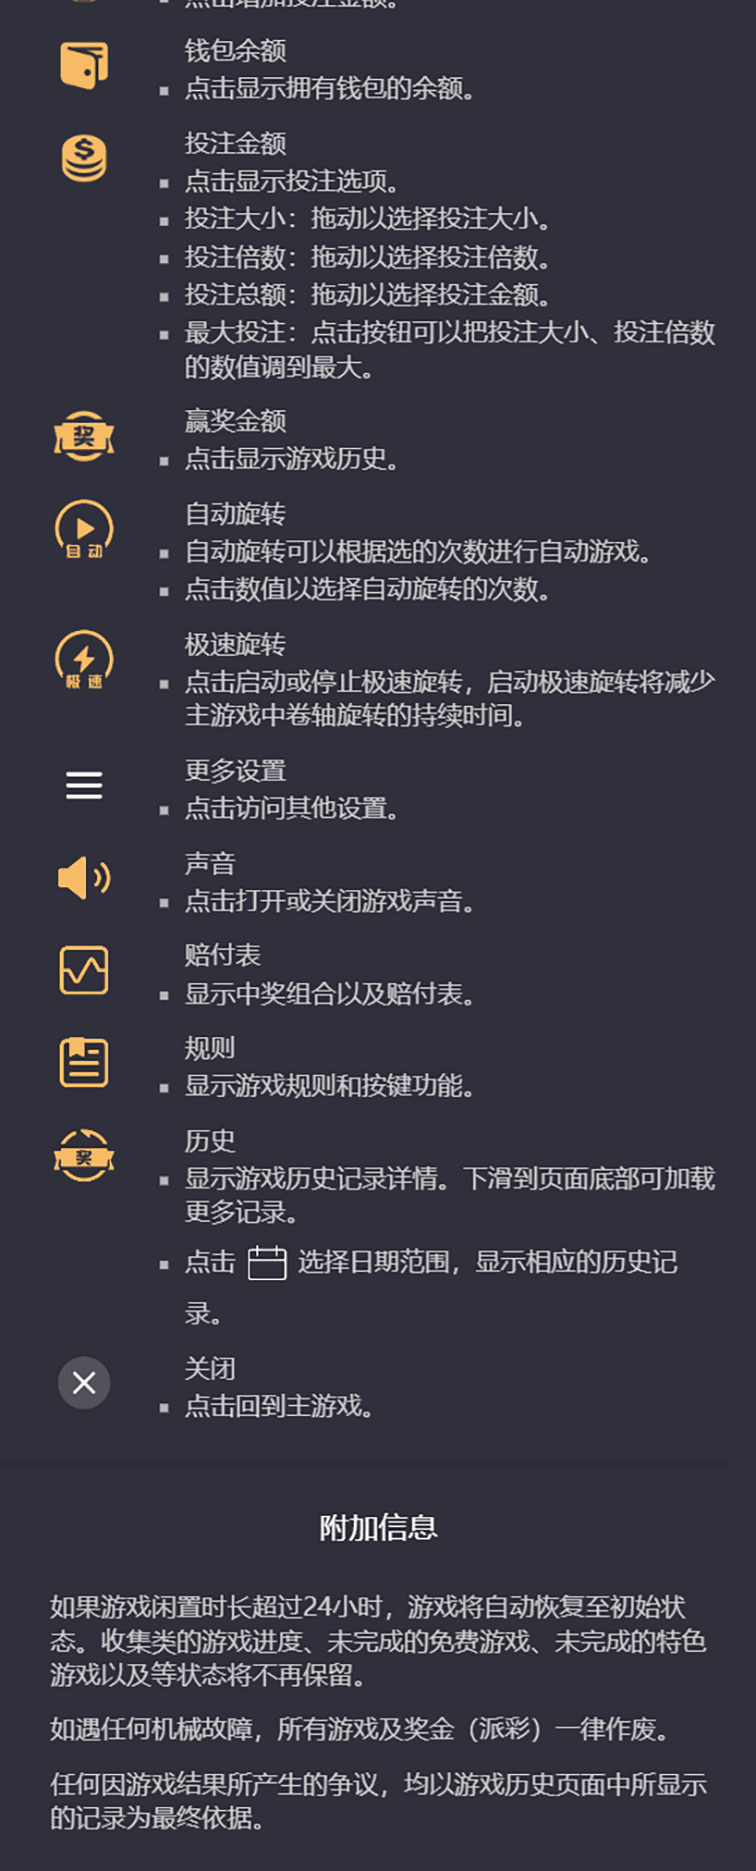 点击增加投注金额。
钱包余额
点击显示拥有钱包的余额。
投注金额
点击显示投注选项。
投注大小：拖动以选择投注大小。
投注倍数：拖动以选择投注倍数。
投注总额：拖动以选择投注金额。
最大投注：点击按钮可以把投注大小、投注倍数
的数值调到最大。
奖
赢奖金额
点击显示游戏历史。
自动
自动旋转
自动旋转可以根据选的次数进行自动游戏。
点击数值以选择自动旋转的次数。
极速
极速旋转
点击启动或停止极速旋转，启动极速旋转将减少
主游戏中卷轴旋转的持续时间。
更多设置
点击访问其他设置。
声音
点击打开或关闭游戏声音。
赔付表
显示中奖组合以及赔付表。
规则
显示游戏规则和按键功能。
奖
历史
显示游戏历史记录详情。下滑到页面底部可加载
更多记录。
点击 选择日期范围，显示相应的历史记
录。
关闭
点击回到主游戏。
附加信息
如果游戏闲置时长超过24小时，游戏将自动恢复至初始状
态。收集类的游戏进度、未完成的免费游戏、未完成的特色
游戏以及等状态将不再保留。
如遇任何机械故障，所有游戏及奖金（派彩）一律作废。
任何因游戏结果所产生的争议，均以游戏历史页面中所显示
的记录为最终依据。